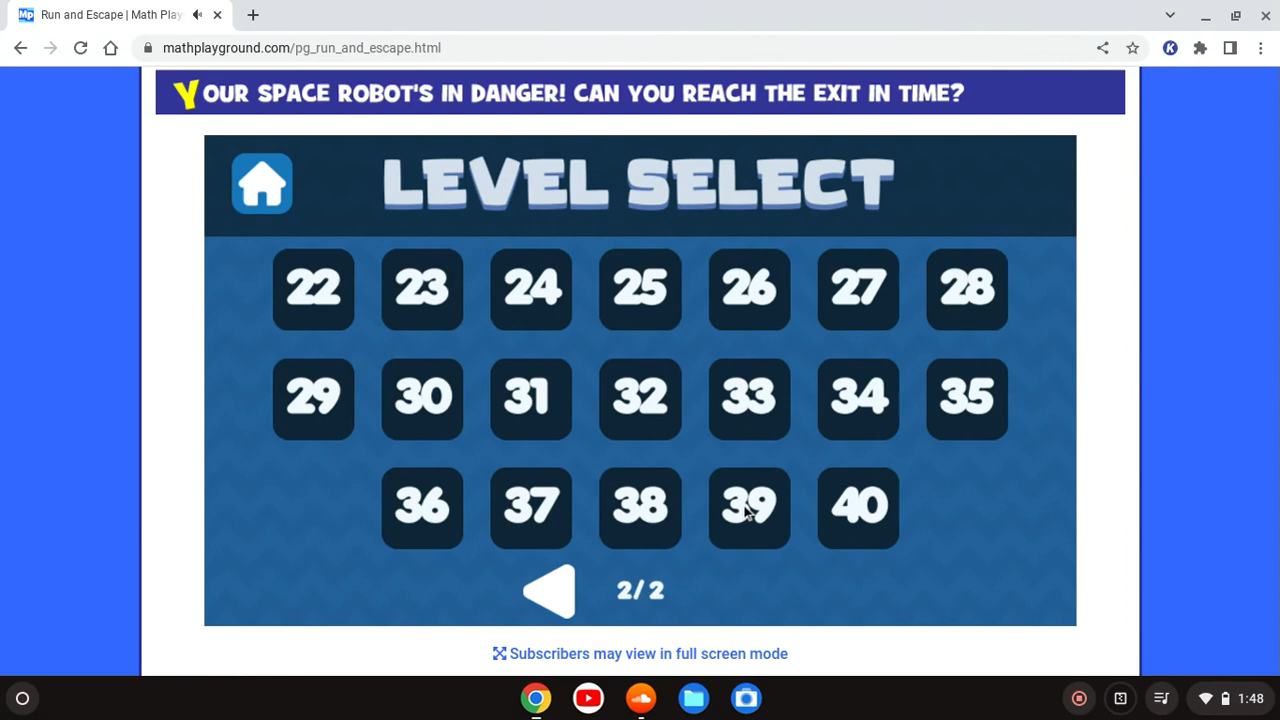 Mp Run and Escape | Math Play
mathplayground.com/pg_run_and_escape.html
K
YOUR SPACE ROBOT'S IN DANGER! CAN YOU REACH THE EXIT IN TIME?
LEVEL SELECT
22 23 24 25 26 27 28
29 30 31 32 33 34 35
36 37 38 39 40
2/2
Subscribers may view in full screen mode
1:48